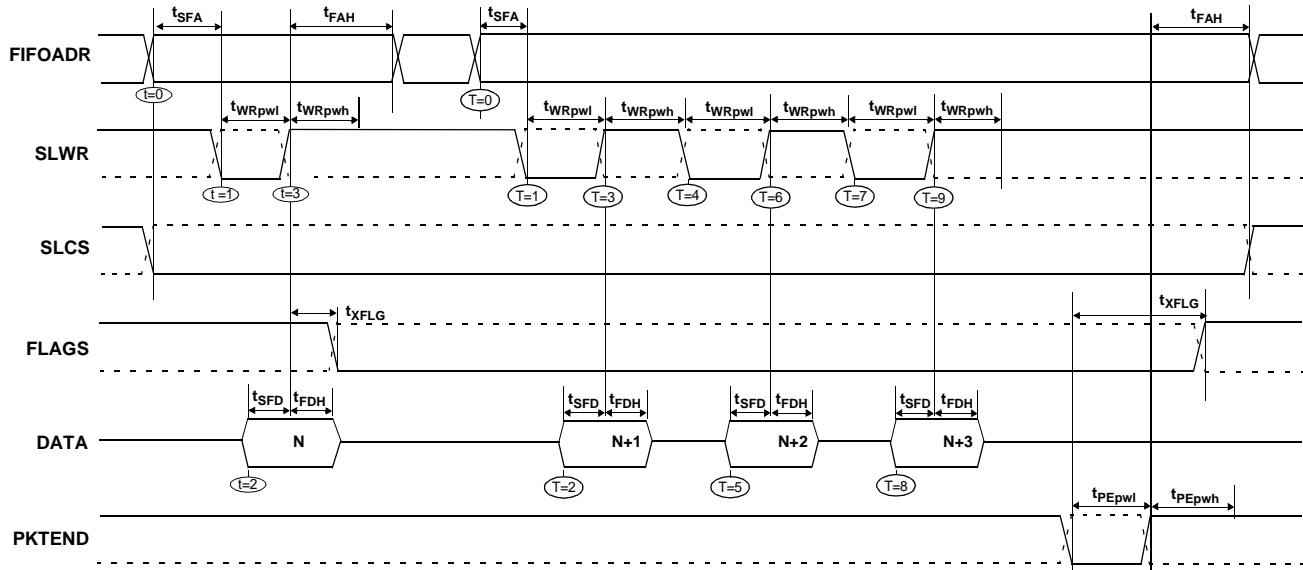 tSFA tFAH tSFA tFAH
FIFOADR
t=0 T=0
tWRpwl tWRpwh tWRpwl tWRpwh tWRpwl tWRpwh tWRpwl tWRpwh
SLWR
t=1 t=3 T=1 T=3 T=4 T=6 T=7 T=9
SLCS
tXFLG tXFLG
FLAGS
tSFD tFDH tSFD tFDH tSFD tFDH tSFD tFDH
DATA N N+1 N+2 N+3
t=2 T=2 T=5 T=8
tPEpwl tPEpwh
PKTEND